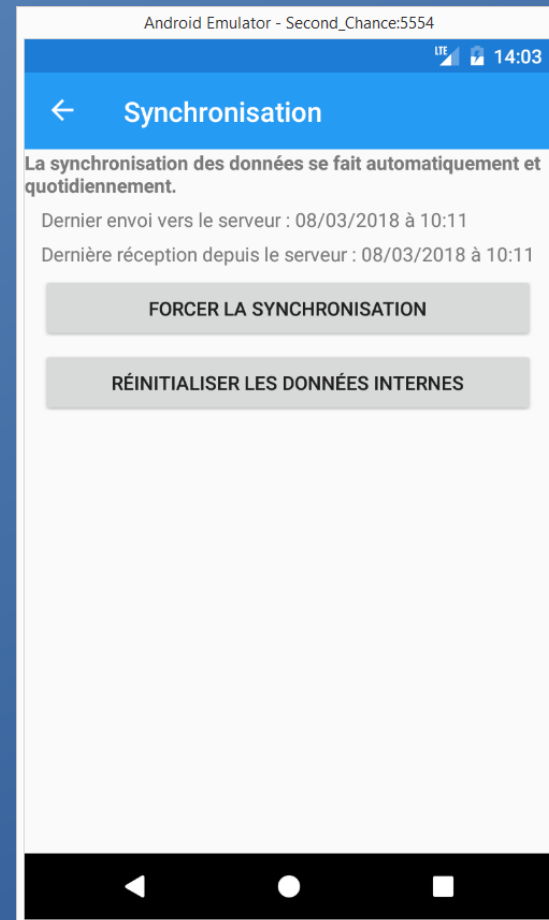 Android Emulator - Second_Chance:5554
LTE 14:03
Synchronisation
La synchronisation des données se fait automatiquement et
quotidiennement.
Dernier envoi vers le serveur : 08/03/2018 à 10:11
Dernière réception depuis le serveur : 08/03/2018 à 10:11
FORCER LA SYNCHRONISATION
RÉINITIALISER LES DONNÉES INTERNES